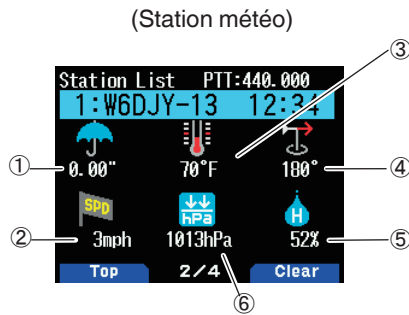 (Station météo)
③
Station List PTT:440.000
1:W6DJY-13 12:34
① 0.00" 70°F 180° ④
SPD hPa H
② 3mph 1013hPa 52% ⑤
Top 2/4 Clear
⑥